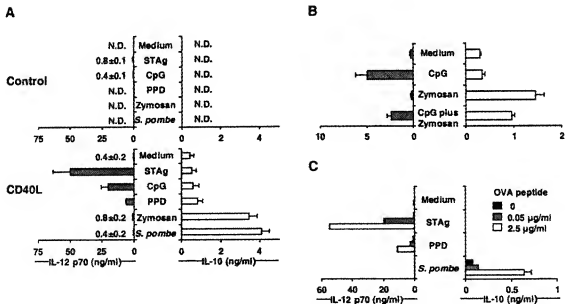 A
Control
N.D. Medium N.D.
0.8±0.1 STAg N.D.
0.4±0.1 CpG N.D.
N.D. PPD N.D.
N.D. Zymosan N.D.
N.D. S. pombe N.D.
75 50 25 0 0 2 4
CD40L
0.4±0.2 Medium
STAg
CpG
PPD
0.8±0.2 Zymosan
0.4±0.2 S. pombe
75 50 25 0 0 2 4
IL-12 p70 (ng/ml) IL-10 (ng/ml)
B
Medium
CpG
Zymosan
CpG plus
Zymosan
10 5 0 0 1 2
C
Medium
STAg
PPD
S. pombe
OVA peptide
0
0.05 µg/ml
2.5 µg/ml
60 40 20 0 0 1 2
IL-12 p70 (ng/ml) IL-10 (ng/ml)